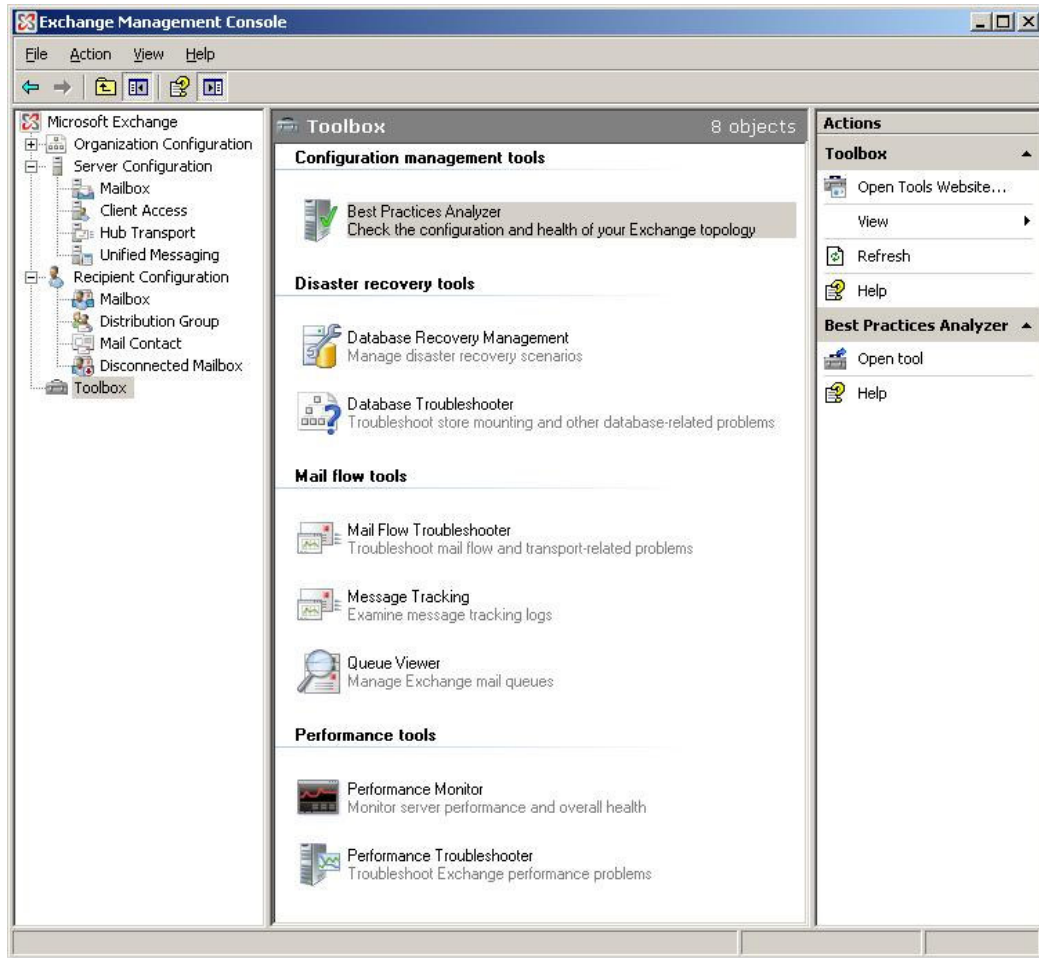 Exchange Management Console
File Action View Help
Microsoft Exchange
Organization Configuration
Server Configuration
Mailbox
Client Access
Hub Transport
Unified Messaging
Recipient Configuration
Mailbox
Distribution Group
Mail Contact
Disconnected Mailbox
Toolbox
Toolbox 8 objects
Configuration management tools
Best Practices Analyzer
Check the configuration and health of your Exchange topology
Disaster recovery tools
Database Recovery Management
Manage disaster recovery scenarios
Database Troubleshooter
Troubleshoot store mounting and other database-related problems
Mail flow tools
Mail Flow Troubleshooter
Troubleshoot mail flow and transport-related problems
Message Tracking
Examine message tracking logs
Queue Viewer
Manage Exchange mail queues
Performance tools
Performance Monitor
Monitor server performance and overall health
Performance Troubleshooter
Troubleshoot Exchange performance problems
Actions
Toolbox
Open Tools Website...
View
Refresh
Help
Best Practices Analyzer
Open tool
Help